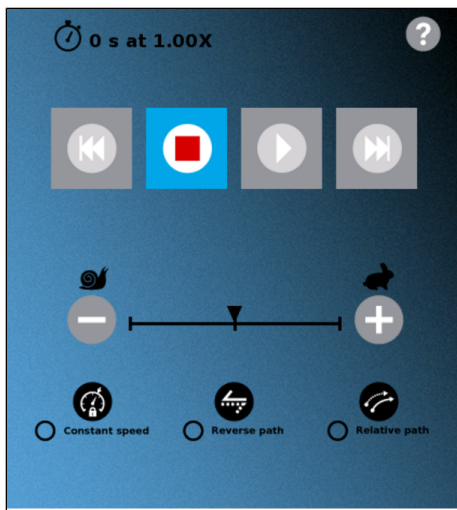 0 s at 1.00X
?
Constant speed
Reverse path
Relative path